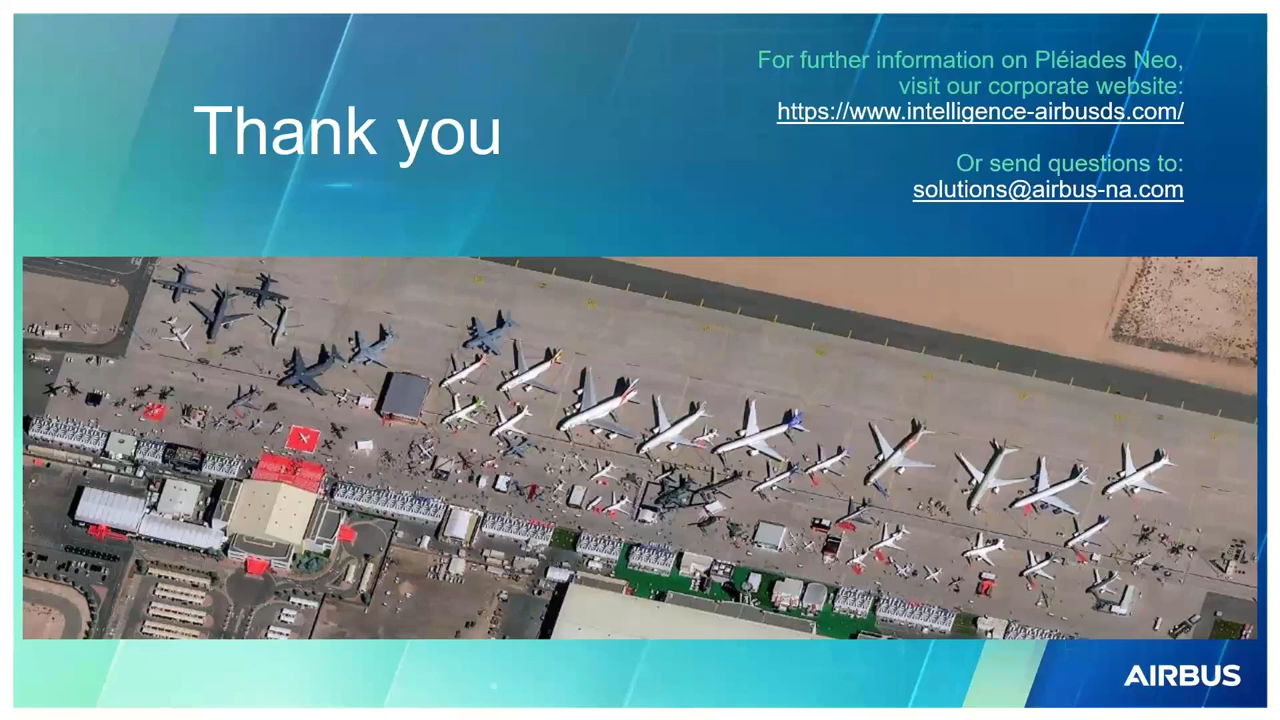 Thank you
For further information on Pléiades Neo,
visit our corporate website:
https://www.intelligence-airbusds.com/
Or send questions to:
solutions@airbus-na.com
AIRBUS